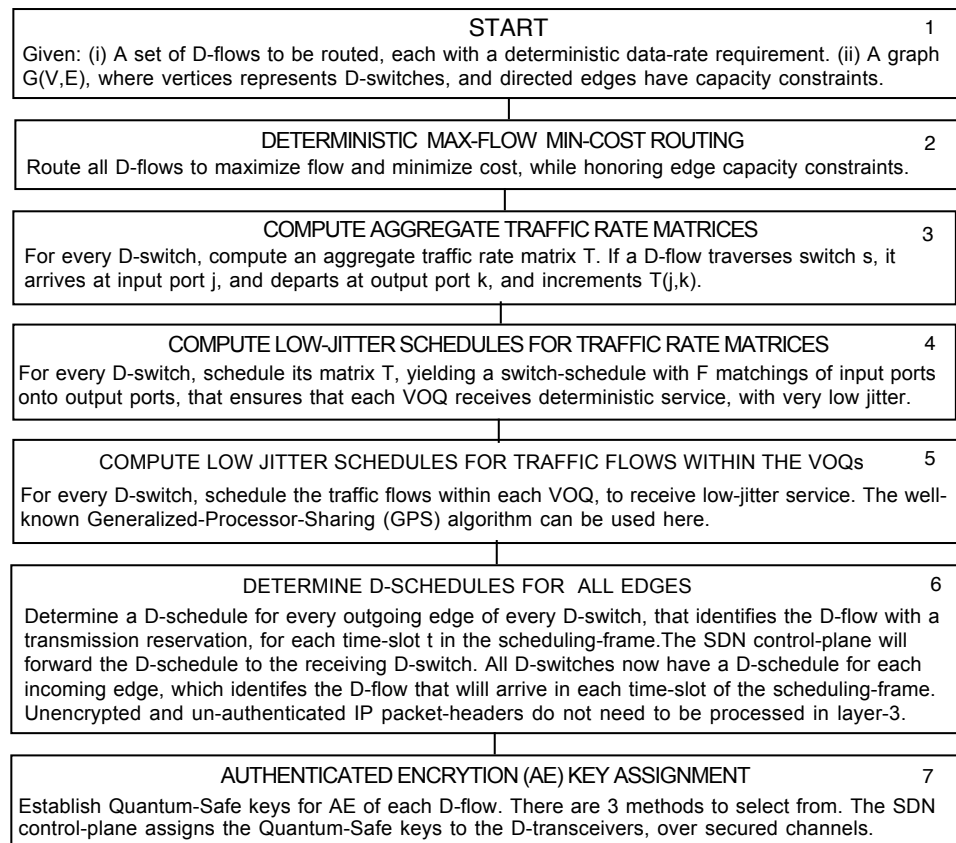 START 1
Given: (i) A set of D-flows to be routed, each with a deterministic data-rate requirement. (ii) A graph
G(V,E), where vertices represents D-switches, and directed edges have capacity constraints.
DETERMINISTIC MAX-FLOW MIN-COST ROUTING 2
Route all D-flows to maximize flow and minimize cost, while honoring edge capacity constraints.
COMPUTE AGGREGATE TRAFFIC RATE MATRICES 3
For every D-switch, compute an aggregate traffic rate matrix T. If a D-flow traverses switch s, it
arrives at input port j, and departs at output port k, and increments T(j,k).
COMPUTE LOW-JITTER SCHEDULES FOR TRAFFIC RATE MATRICES 4
For every D-switch, schedule its matrix T, yielding a switch-schedule with F matchings of input ports
onto output ports, that ensures that each VOQ receives deterministic service, with very low jitter.
COMPUTE LOW JITTER SCHEDULES FOR TRAFFIC FLOWS WITHIN THE VOQs 5
For every D-switch, schedule the traffic flows within each VOQ, to receive low-jitter service. The well-
known Generalized-Processor-Sharing (GPS) algorithm can be used here.
DETERMINE D-SCHEDULES FOR ALL EDGES 6
Determine a D-schedule for every outgoing edge of every D-switch, that identifies the D-flow with a
transmission reservation, for each time-slot t in the scheduling-frame.The SDN control-plane will
forward the D-schedule to the receiving D-switch. All D-switches now have a D-schedule for each
incoming edge, which identifes the D-flow that wlill arrive in each time-slot of the scheduling-frame.
Unencrypted and un-authenticated IP packet-headers do not need to be processed in layer-3.
AUTHENTICATED ENCRYTION (AE) KEY ASSIGNMENT 7
Establish Quantum-Safe keys for AE of each D-flow. There are 3 methods to select from. The SDN
control-plane assigns the Quantum-Safe keys to the D-transceivers, over secured channels.